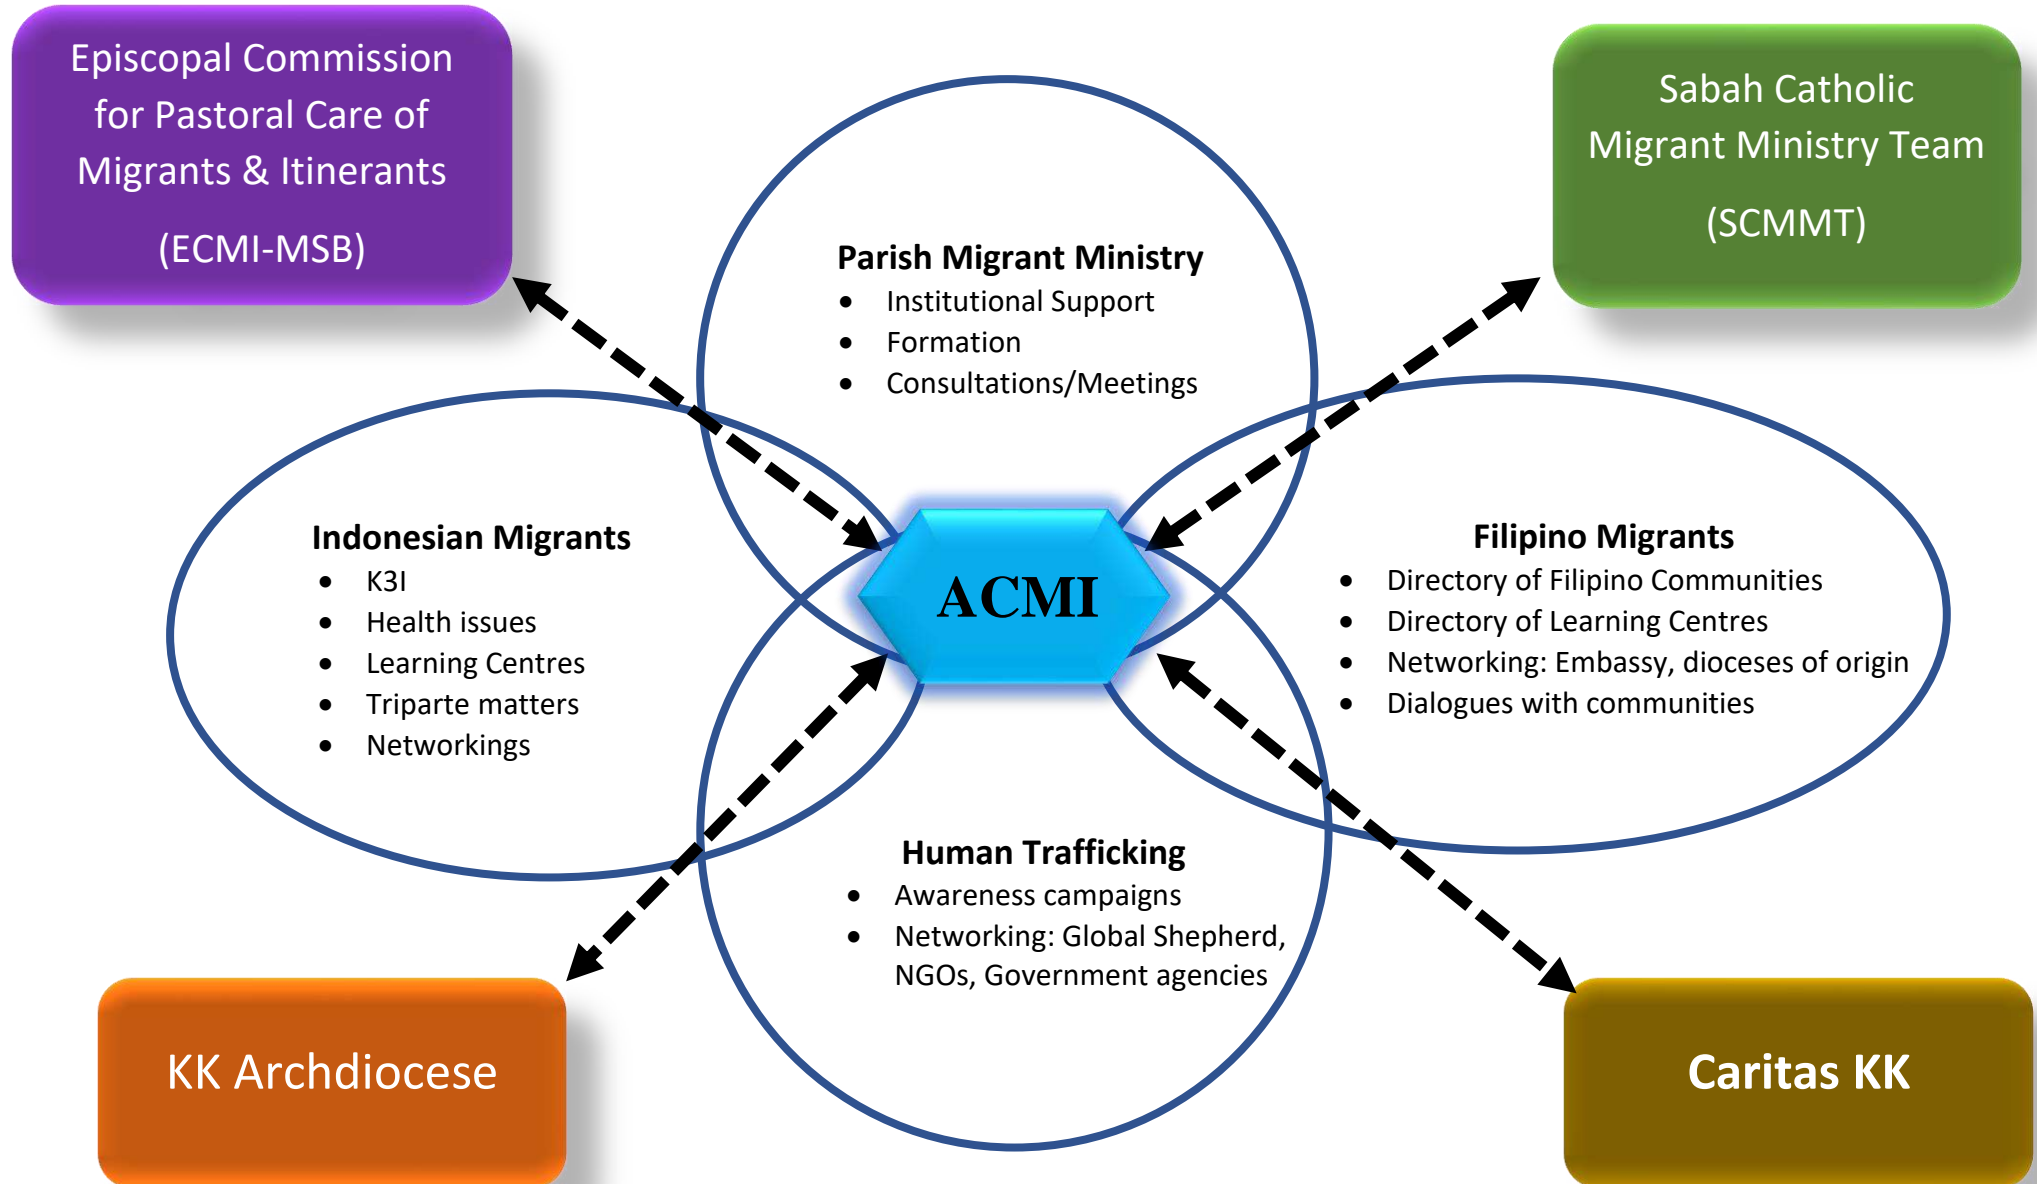 Episcopal Commission
for Pastoral Care of
Migrants & Itinerants
(ECMI-MSB)
Sabah Catholic
Migrant Ministry Team
(SCMMT)
Parish Migrant Ministry
• Institutional Support
• Formation
• Consultations/Meetings
Indonesian Migrants
• K3I
• Health issues
• Learning Centres
• Triparte matters
• Networkings
ACMI
Filipino Migrants
• Directory of Filipino Communities
• Directory of Learning Centres
• Networking: Embassy, dioceses of origin
• Dialogues with communities
Human Trafficking
• Awareness campaigns
• Networking: Global Shepherd,
NGOs, Government agencies
KK Archdiocese
Caritas KK